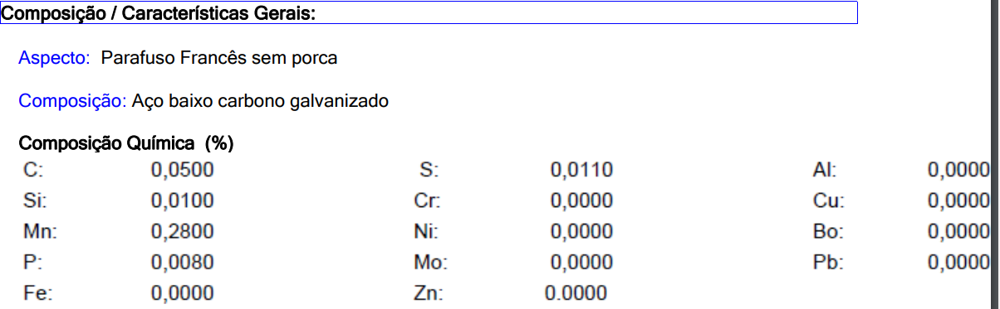 Composição / Características Gerais:
Aspecto: Parafuso Francês sem porca
Composição: Aço baixo carbono galvanizado
Composição Química (%)
C: 0,0500 S: 0,0110 Al: 0,0000
Si: 0,0100 Cr: 0,0000 Cu: 0,0000
Mn: 0,2800 Ni: 0,0000 Bo: 0,0000
P: 0,0080 Mo: 0,0000 Pb: 0,0000
Fe: 0,0000 Zn: 0.0000